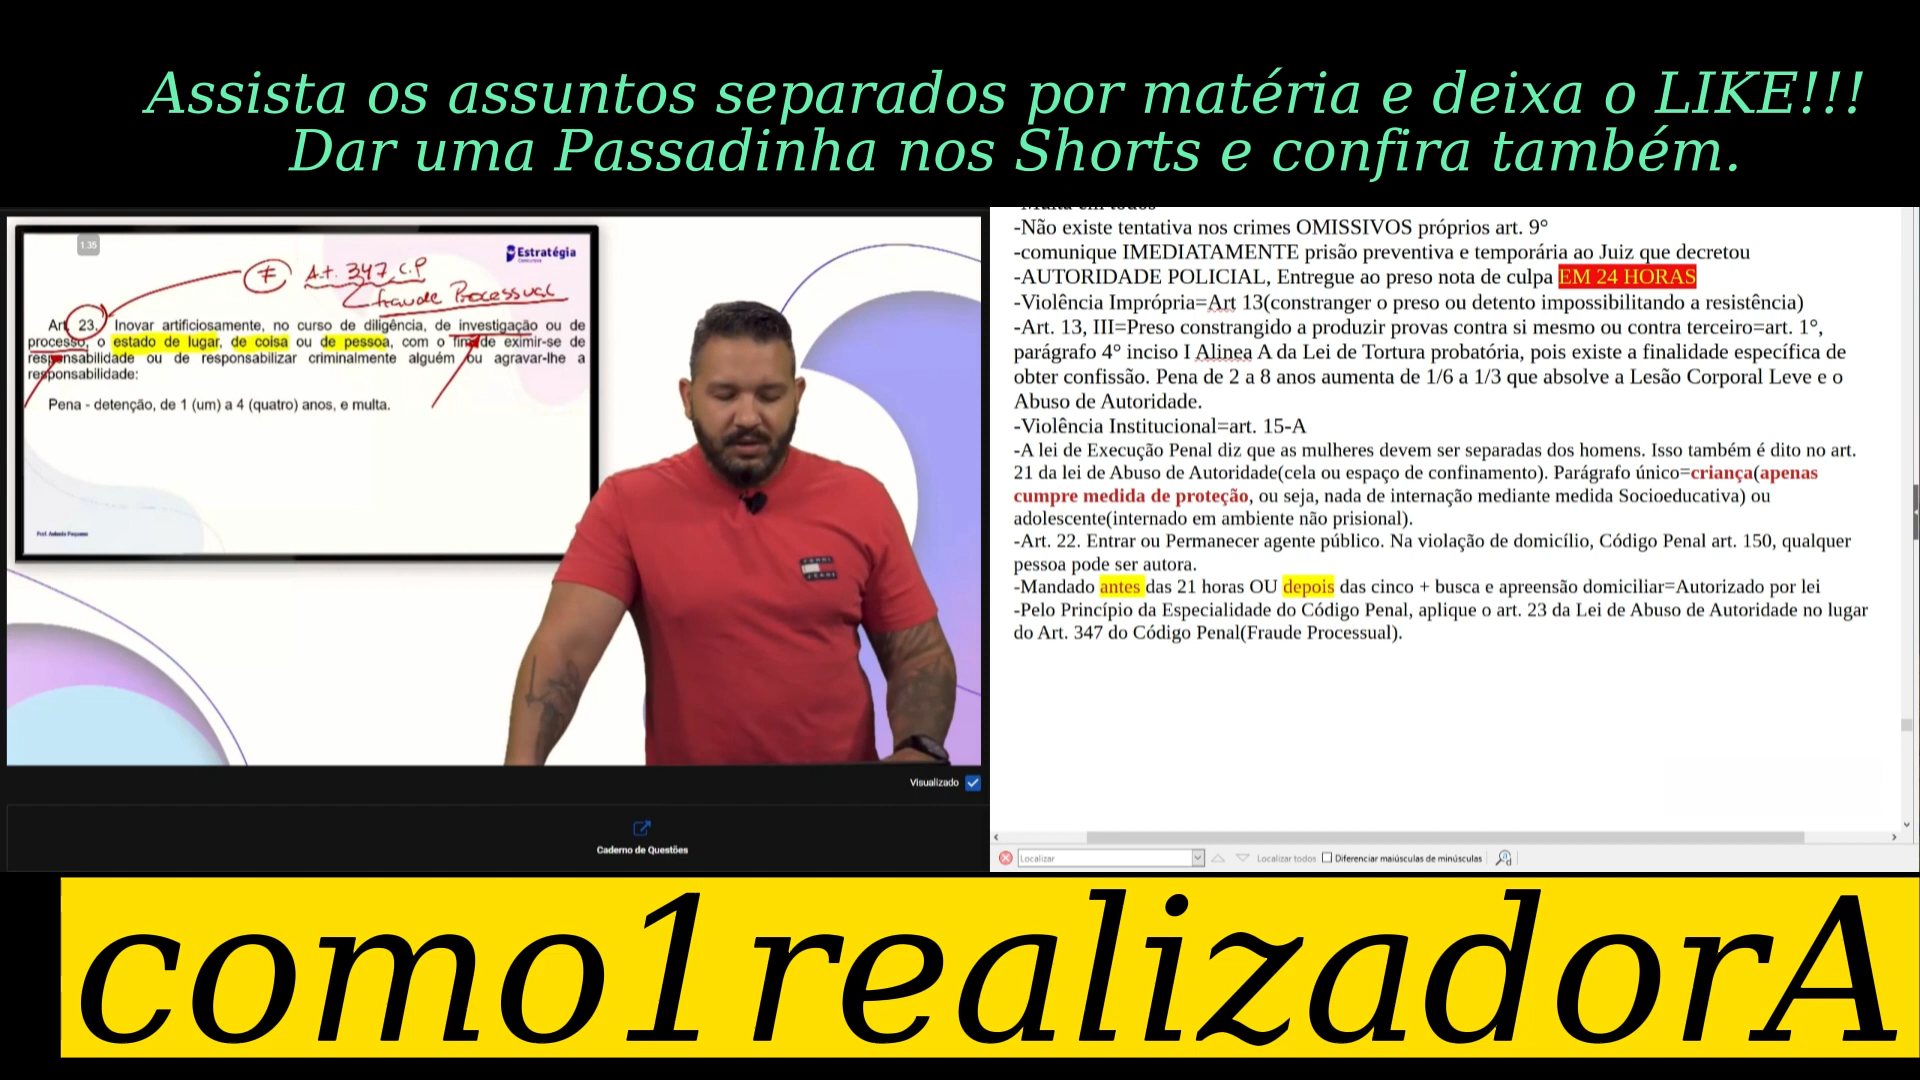 Assista os assuntos separados por matéria e deixa o LIKE!!!
Dar uma Passadinha nos Shorts e confira também.
1.35
Estratégia
Concursos
≠ Art. 347 C.P
Fraude Processual
Art. 23. Inovar artificiosamente, no curso de diligência, de investigação ou de
processo, o estado de lugar, de coisa ou de pessoa, com o fim de eximir-se de
responsabilidade ou de responsabilizar criminalmente alguém ou agravar-lhe a
responsabilidade:
Pena - detenção, de 1 (um) a 4 (quatro) anos, e multa.
Prof. Antonio Pequeno
Visualizado
Caderno de Questões
-Multa em todos
-Não existe tentativa nos crimes OMISSIVOS próprios art. 9°
-comunique IMEDIATAMENTE prisão preventiva e temporária ao Juiz que decretou
-AUTORIDADE POLICIAL, Entregue ao preso nota de culpa EM 24 HORAS
-Violência Imprópria=Art 13(constranger o preso ou detento impossibilitando a resistência)
-Art. 13, III=Preso constrangido a produzir provas contra si mesmo ou contra terceiro=art. 1°,
parágrafo 4° inciso I Alinea A da Lei de Tortura probatória, pois existe a finalidade específica de
obter confissão. Pena de 2 a 8 anos aumenta de 1/6 a 1/3 que absolve a Lesão Corporal Leve e o
Abuso de Autoridade.
-Violência Institucional=art. 15-A
-A lei de Execução Penal diz que as mulheres devem ser separadas dos homens. Isso também é dito no art.
21 da lei de Abuso de Autoridade(cela ou espaço de confinamento). Parágrafo único=criança(apenas
cumpre medida de proteção, ou seja, nada de internação mediante medida Socioeducativa) ou
adolescente(internado em ambiente não prisional).
-Art. 22. Entrar ou Permanecer agente público. Na violação de domicílio, Código Penal art. 150, qualquer
pessoa pode ser autora.
-Mandado antes das 21 horas OU depois das cinco + busca e apreensão domiciliar=Autorizado por lei
-Pelo Princípio da Especialidade do Código Penal, aplique o art. 23 da Lei de Abuso de Autoridade no lugar
do Art. 347 do Código Penal(Fraude Processual).
Localizar
Localizar todos
Diferenciar maiúsculas de minúsculas
como1realizadorA